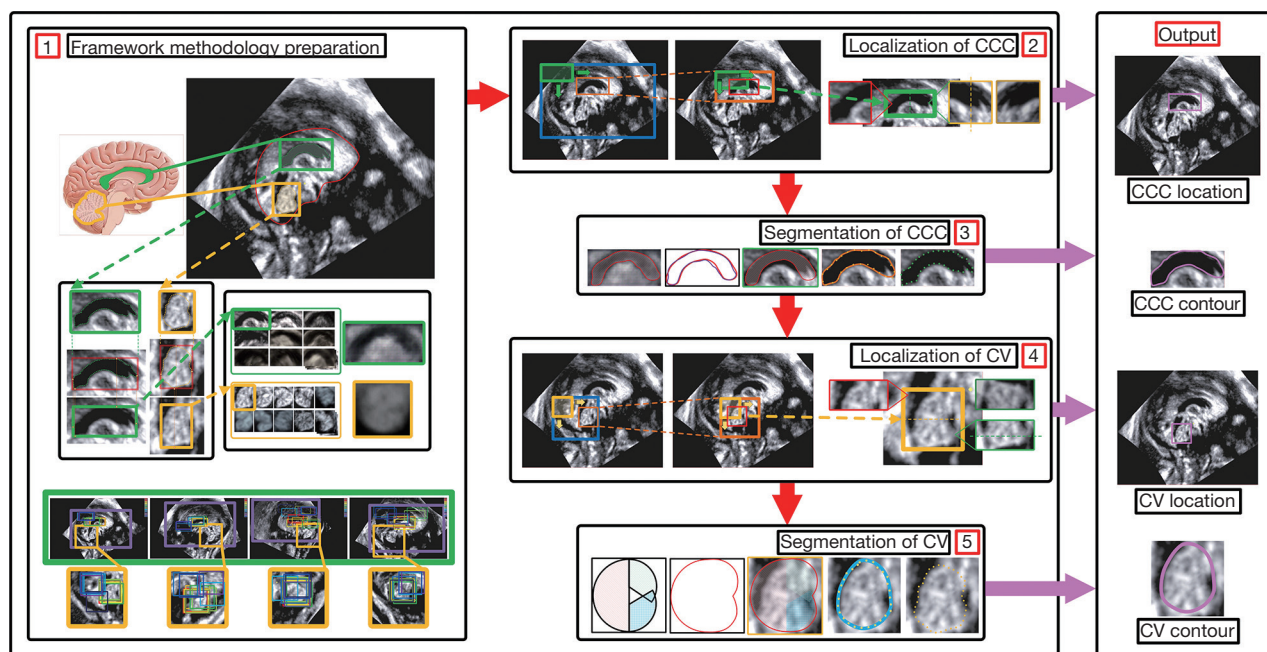 1 Framework methodology preparation
Localization of CCC 2
Segmentation of CCC 3
Localization of CV 4
Segmentation of CV 5
Output
CCC location
CCC contour
CV location
CV contour